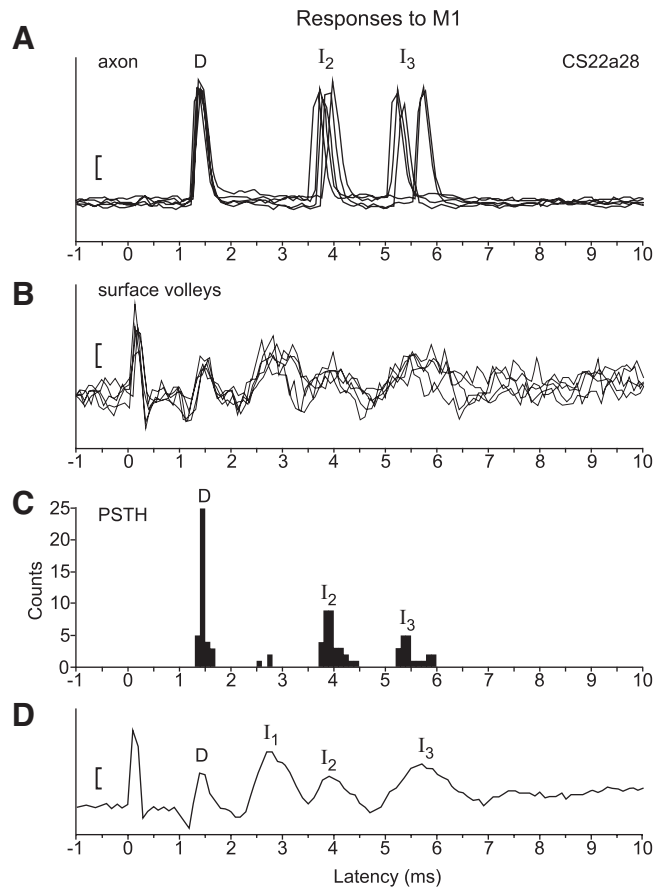 Responses to M1
A
axon D I2 I3 CS22a28
-1 0 1 2 3 4 5 6 7 8 9 10
B
surface volleys
-1 0 1 2 3 4 5 6 7 8 9 10
C
PSTH D I2 I3
25
20
15
10
5
0
Counts
-1 0 1 2 3 4 5 6 7 8 9 10
D
D I1 I2 I3
-1 0 1 2 3 4 5 6 7 8 9 10
Latency (ms)